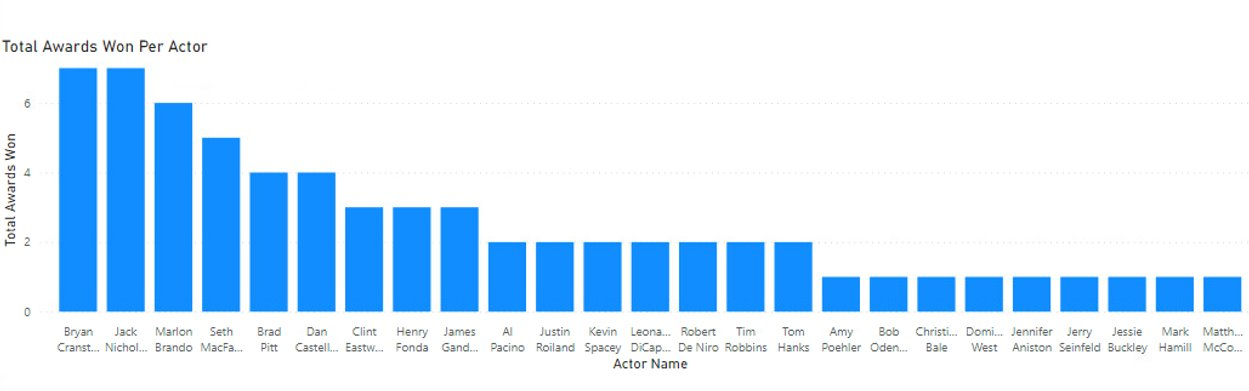 Total Awards Won Per Actor
Total Awards Won
6
4
2
0
Bryan Cranst...
Jack Nichol...
Marlon Brando
Seth MacFa...
Brad Pitt
Dan Castell...
Clint Eastw...
Henry Fonda
James Gand...
Al Pacino
Justin Roiland
Kevin Spacey
Leona... DiCap...
Robert De Niro
Tim Robbins
Tom Hanks
Amy Poehler
Bob Oden...
Christi... Bale
Domi... West
Jennifer Aniston
Jerry Seinfeld
Jessie Buckley
Mark Hamill
Matth... McCo...
Actor Name